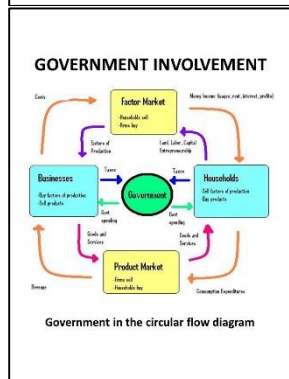 GOVERNMENT INVOLVEMENT
Costs
Factor Market
-Households sell
-Firms buy
Money Income (wages, rent, interest, profits)
Factors of
Production
Land, Labor, Capital
Entrepreneurship
Businesses
-Buy factors of production
-Sell products
Taxes
Taxes
Government
Households
-Sell factors of production
-Buy products
Govt
spending
Govt
spending
Goods and
Services
Goods and
Services
Product Market
-Firms sell
-Households buy
Revenue
Consumption Expenditures
Government in the circular flow diagram